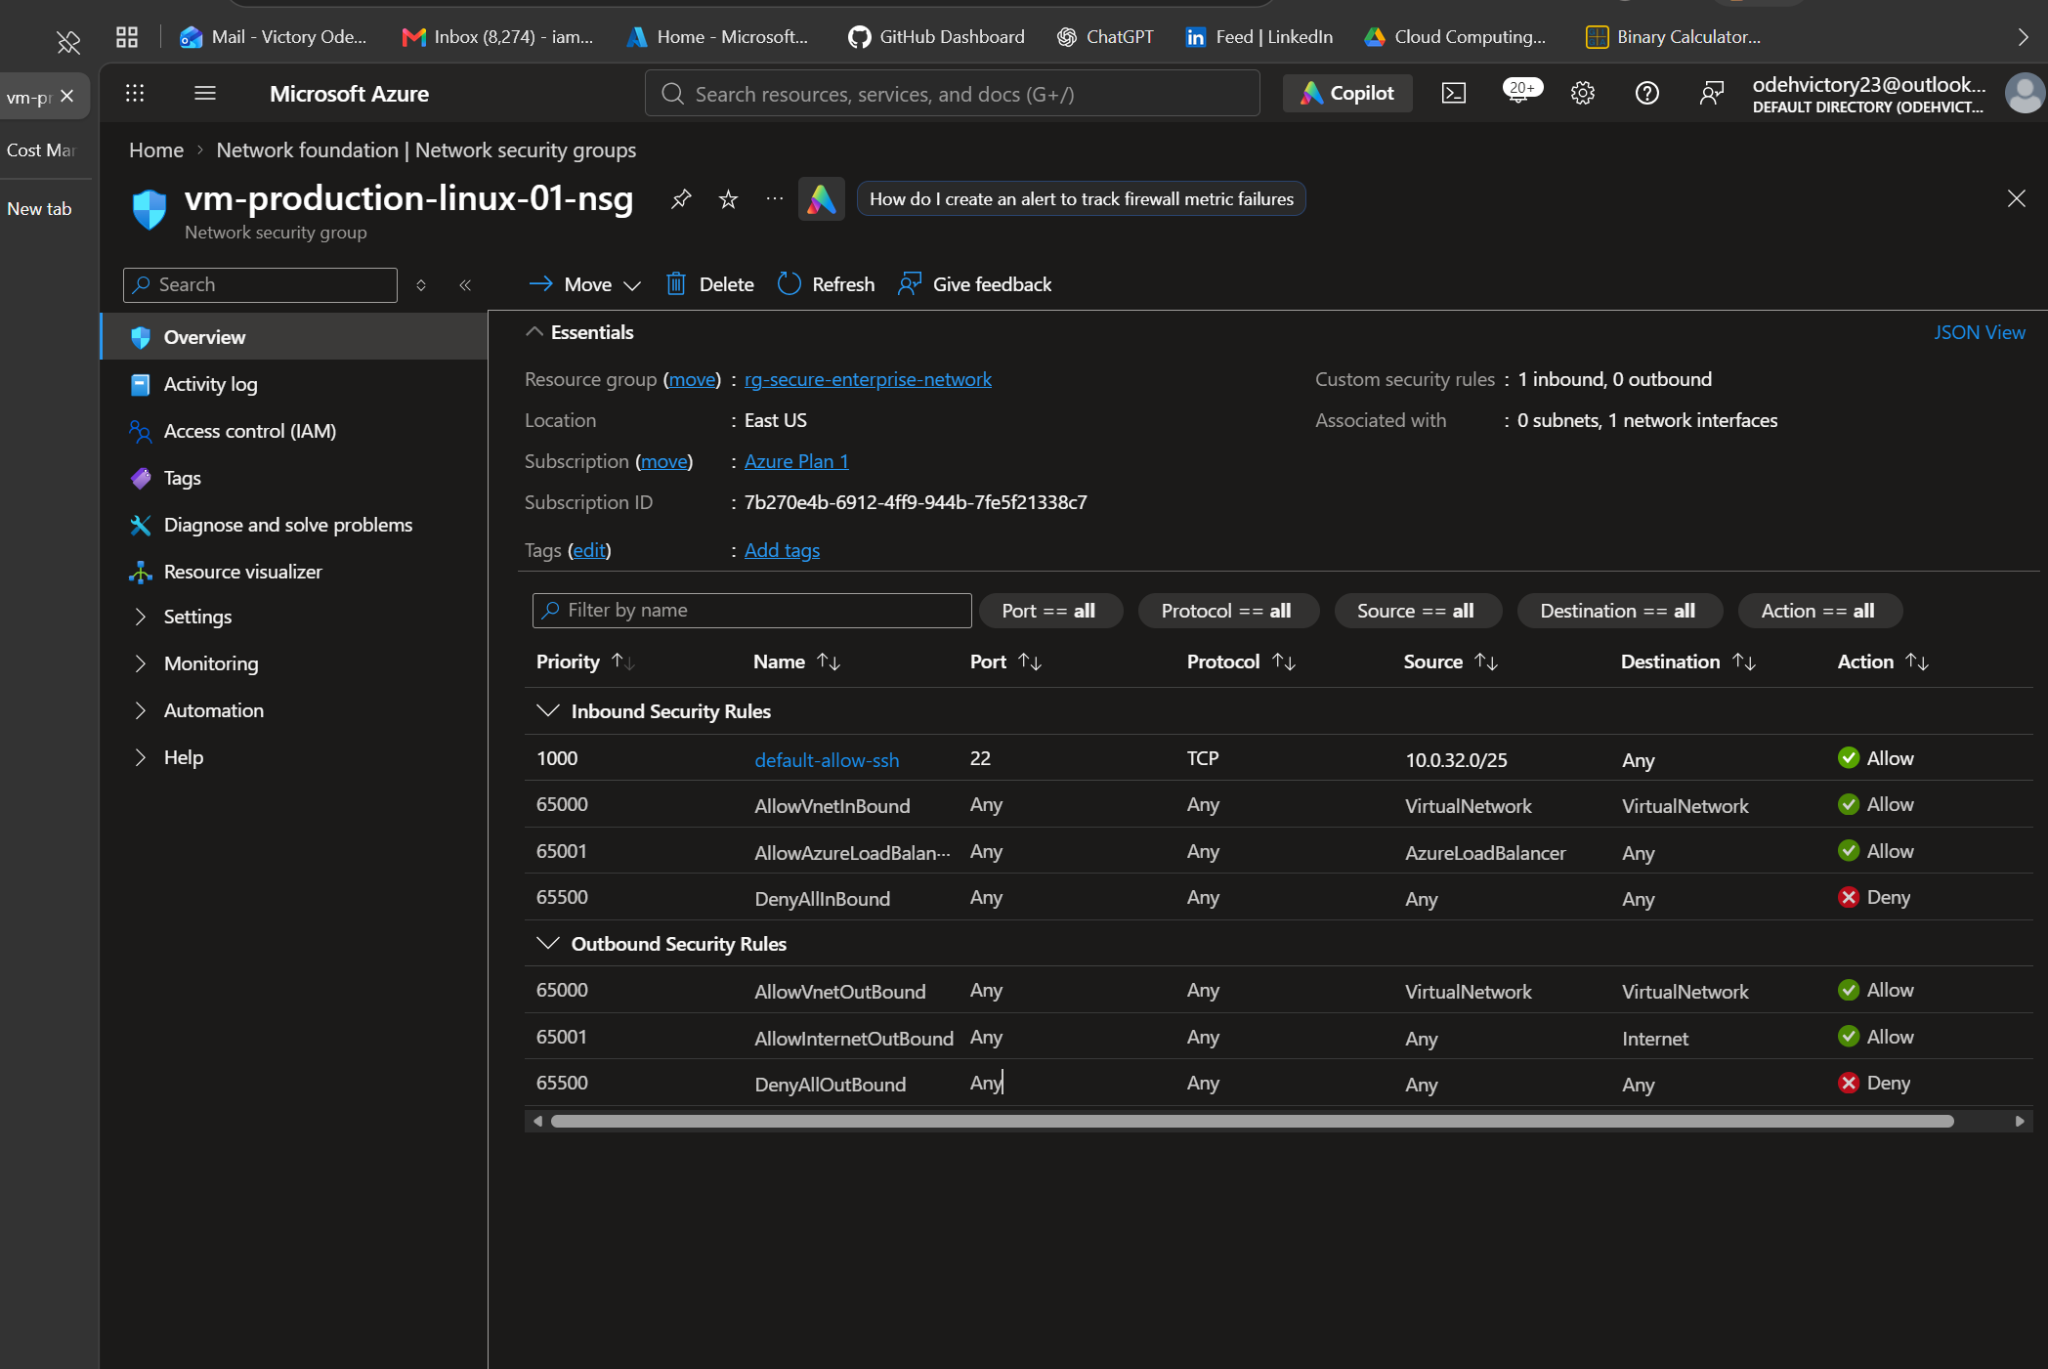 Mail - Victory Ode...
Inbox (8,274) - iam...
Home - Microsoft...
GitHub Dashboard
ChatGPT
Feed | LinkedIn
Cloud Computing...
Binary Calculator...
vm-pr
Cost Mar
New tab
Microsoft Azure
Search resources, services, and docs (G+/)
Copilot
20+
odehvictory23@outlook...
DEFAULT DIRECTORY (ODEHVICT...
Home > Network foundation | Network security groups
vm-production-linux-01-nsg
Network security group
How do I create an alert to track firewall metric failures
Search
Overview
Activity log
Access control (IAM)
Tags
Diagnose and solve problems
Resource visualizer
Settings
Monitoring
Automation
Help
Move
Delete
Refresh
Give feedback
Essentials
JSON View
Resource group (move) : rg-secure-enterprise-network
Location : East US
Subscription (move) : Azure Plan 1
Subscription ID : 7b270e4b-6912-4ff9-944b-7fe5f21338c7
Tags (edit) : Add tags
Custom security rules : 1 inbound, 0 outbound
Associated with : 0 subnets, 1 network interfaces
Filter by name
Port == all
Protocol == all
Source == all
Destination == all
Action == all
Priority Name Port Protocol Source Destination Action
Inbound Security Rules
1000 default-allow-ssh 22 TCP 10.0.32.0/25 Any Allow
65000 AllowVnetInBound Any Any VirtualNetwork VirtualNetwork Allow
65001 AllowAzureLoadBalan... Any Any AzureLoadBalancer Any Allow
65500 DenyAllInBound Any Any Any Any Deny
Outbound Security Rules
65000 AllowVnetOutBound Any Any VirtualNetwork VirtualNetwork Allow
65001 AllowInternetOutBound Any Any Any Internet Allow
65500 DenyAllOutBound Any Any Any Any Deny